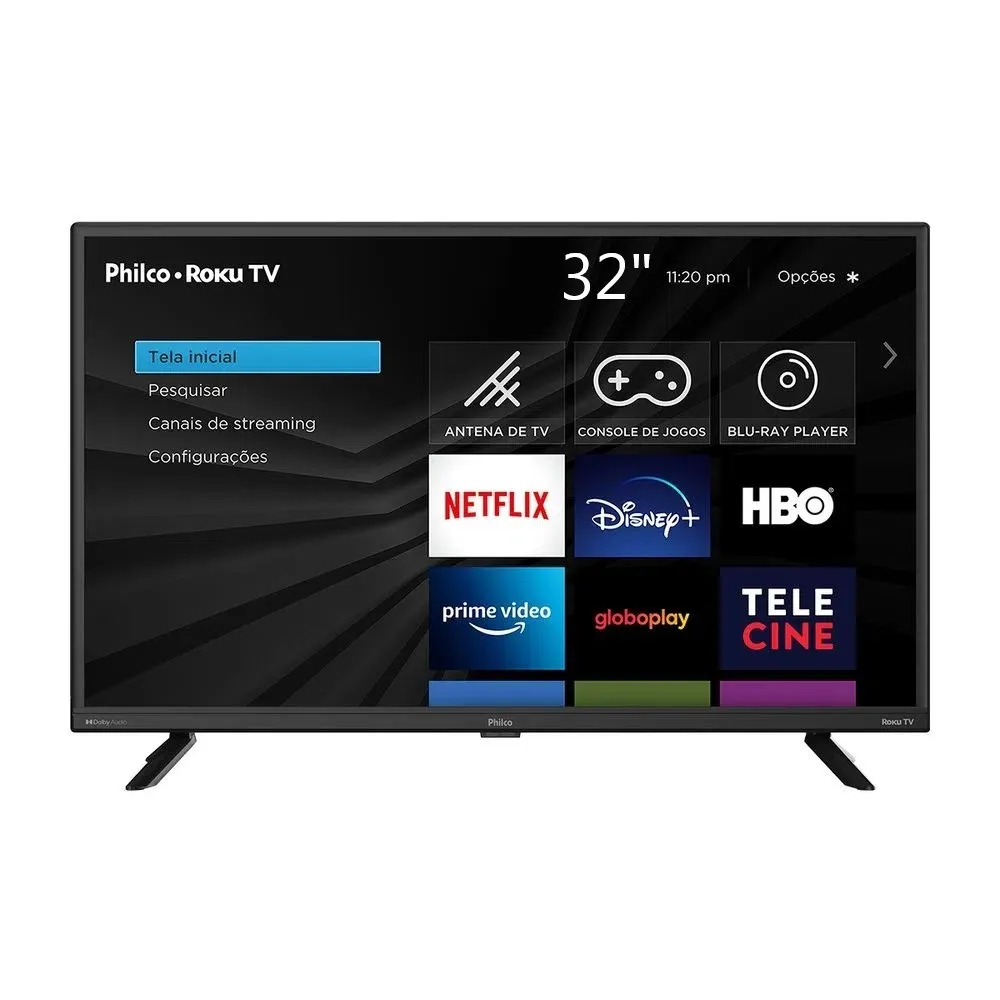 Philco • Roku TV
32"
11:20 pm
Opções *
Tela inicial
Pesquisar
Canais de streaming
Configurações
ANTENA DE TV
CONSOLE DE JOGOS
BLU-RAY PLAYER
NETFLIX
Disney+
HBO
prime video
globoplay
TELE
CINE
Dolby Audio
Philco
Roku TV